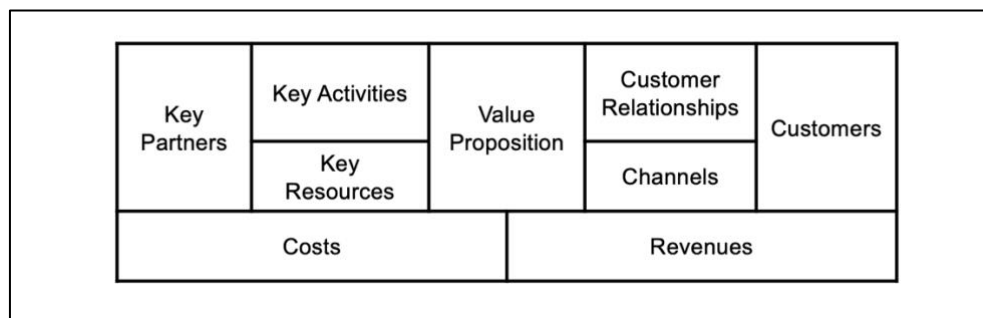 Key
Partners
Key Activities
Key
Resources
Value
Proposition
Customer
Relationships
Channels
Customers
Costs
Revenues